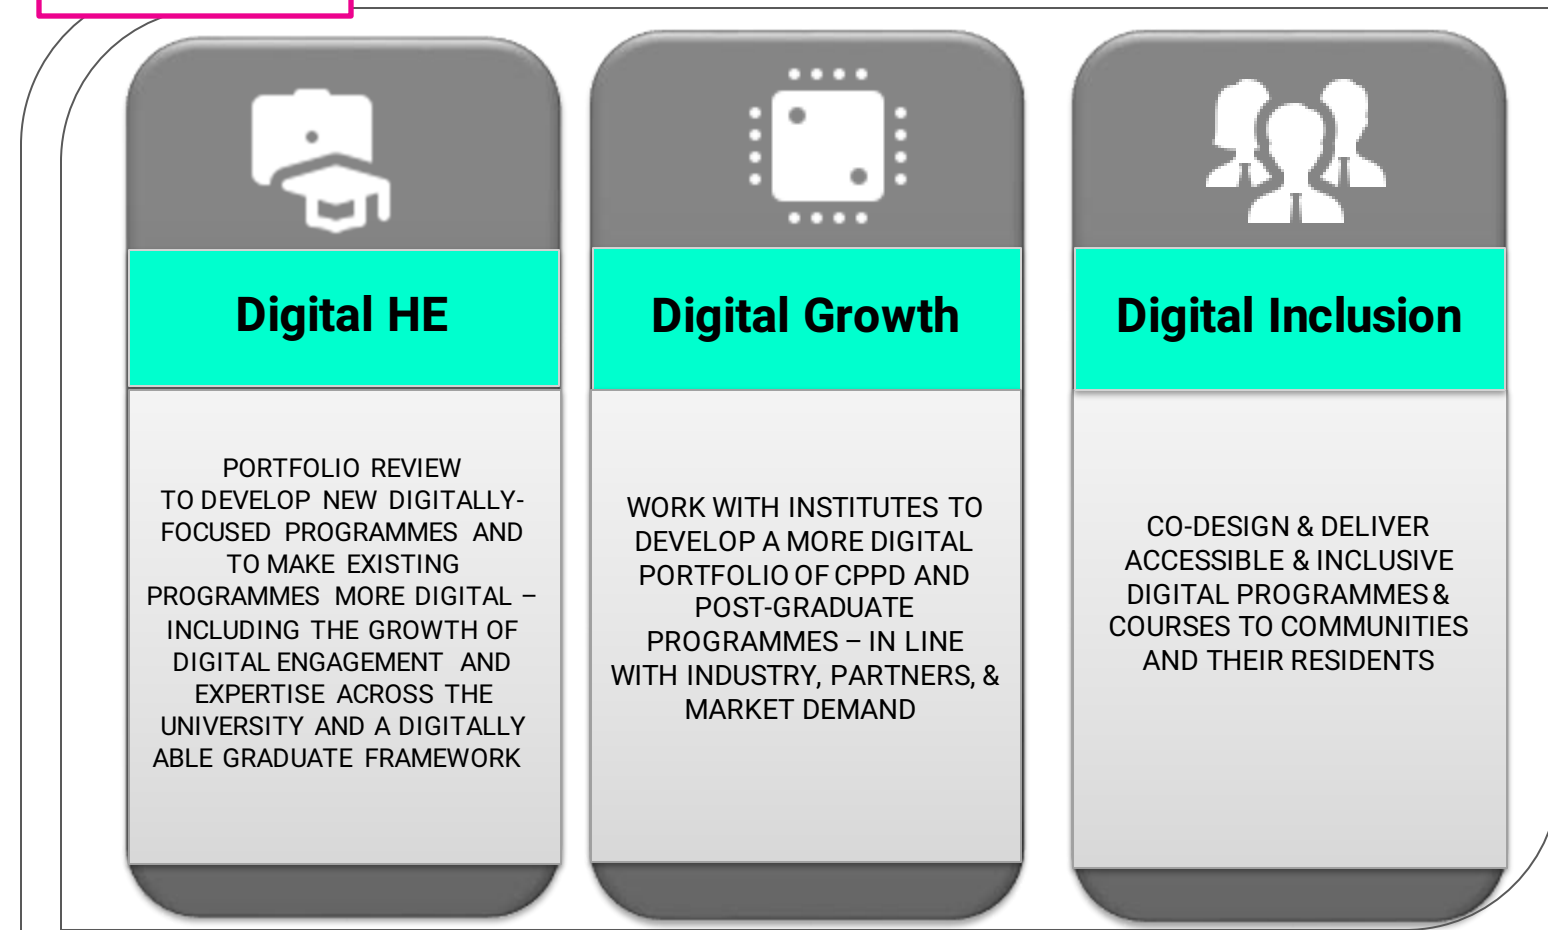 Digital HE
PORTFOLIO REVIEW
TO DEVELOP NEW DIGITALLY-
FOCUSED PROGRAMMES AND
TO MAKE EXISTING
PROGRAMMES MORE DIGITAL –
INCLUDING THE GROWTH OF
DIGITAL ENGAGEMENT AND
EXPERTISE ACROSS THE
UNIVERSITY AND A DIGITALLY
ABLE GRADUATE FRAMEWORK
Digital Growth
WORK WITH INSTITUTES TO
DEVELOP A MORE DIGITAL
PORTFOLIO OF CPPD AND
POST-GRADUATE
PROGRAMMES – IN LINE
WITH INDUSTRY, PARTNERS, &
MARKET DEMAND
Digital Inclusion
CO-DESIGN & DELIVER
ACCESSIBLE & INCLUSIVE
DIGITAL PROGRAMMES &
COURSES TO COMMUNITIES
AND THEIR RESIDENTS